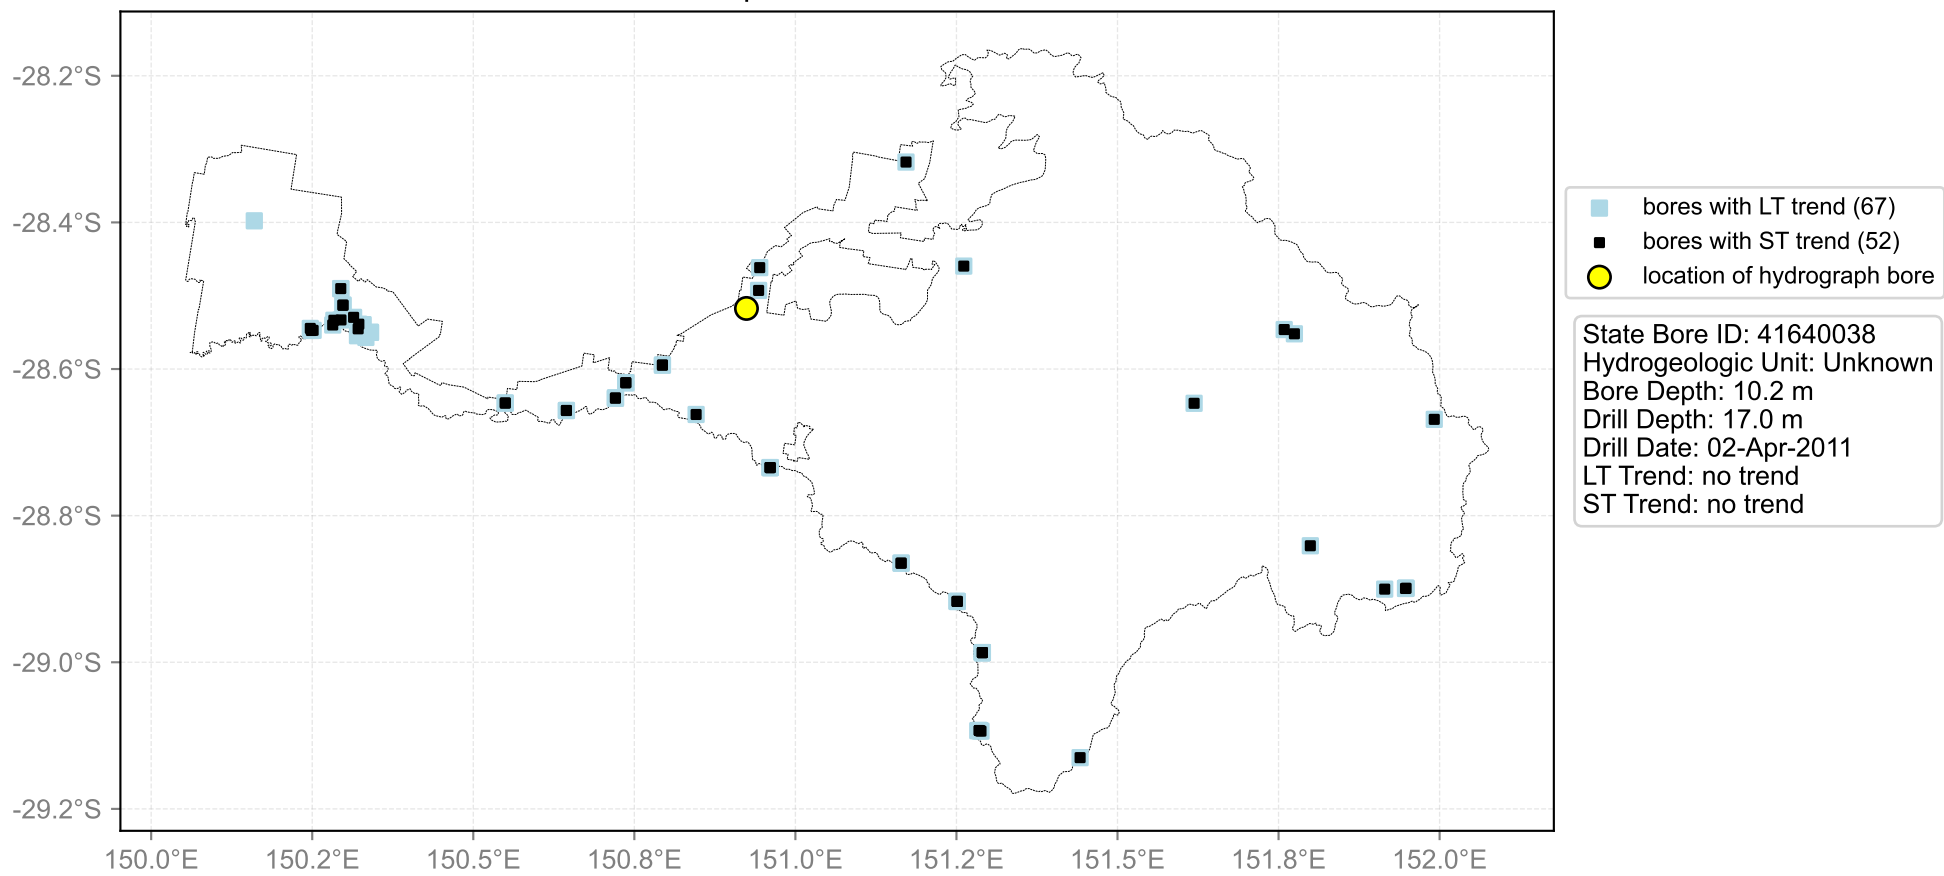 -28.2°S
-28.4°S
-28.6°S
-28.8°S
-29.0°S
-29.2°S
150.0°E
150.2°E
150.5°E
150.8°E
151.0°E
151.2°E
151.5°E
151.8°E
152.0°E
bores with LT trend (67)
bores with ST trend (52)
location of hydrograph bore
State Bore ID: 41640038
Hydrogeologic Unit: Unknown
Bore Depth: 10.2 m
Drill Depth: 17.0 m
Drill Date: 02-Apr-2011
LT Trend: no trend
ST Trend: no trend